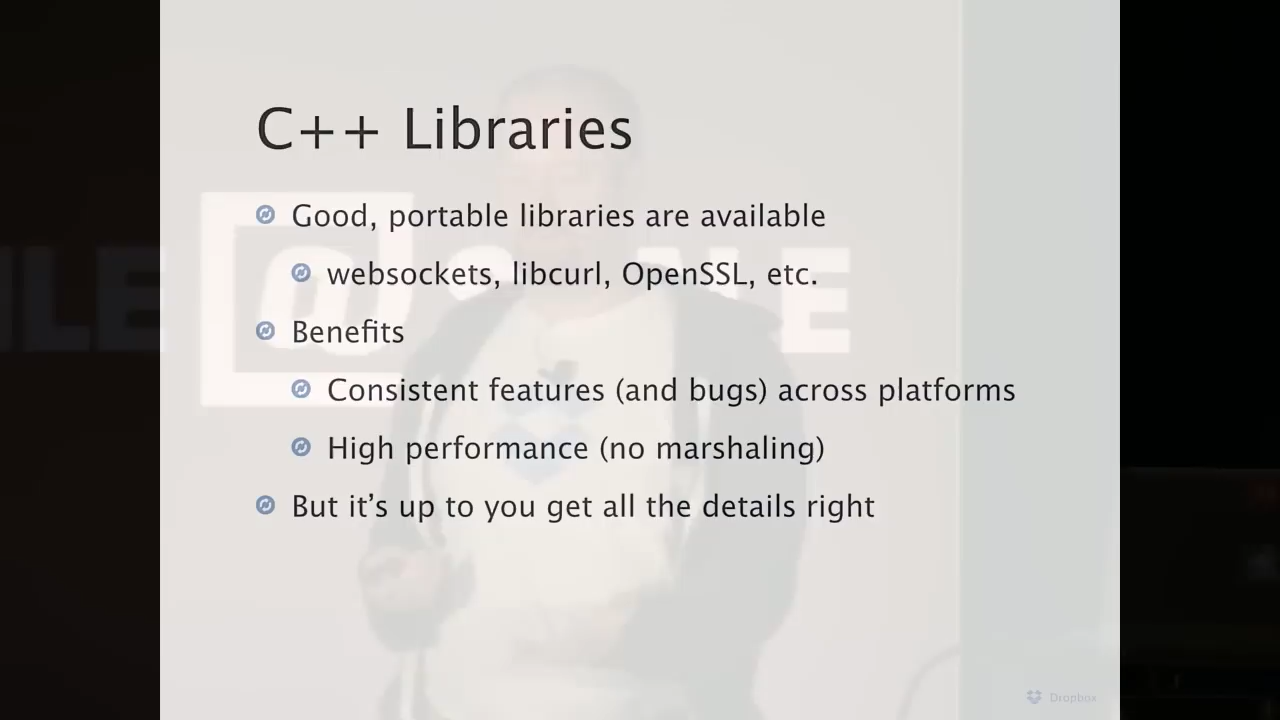 C++ Libraries
Good, portable libraries are available
websockets, libcurl, OpenSSL, etc.
Benefits
Consistent features (and bugs) across platforms
High performance (no marshaling)
But it’s up to you get all the details right
Dropbox